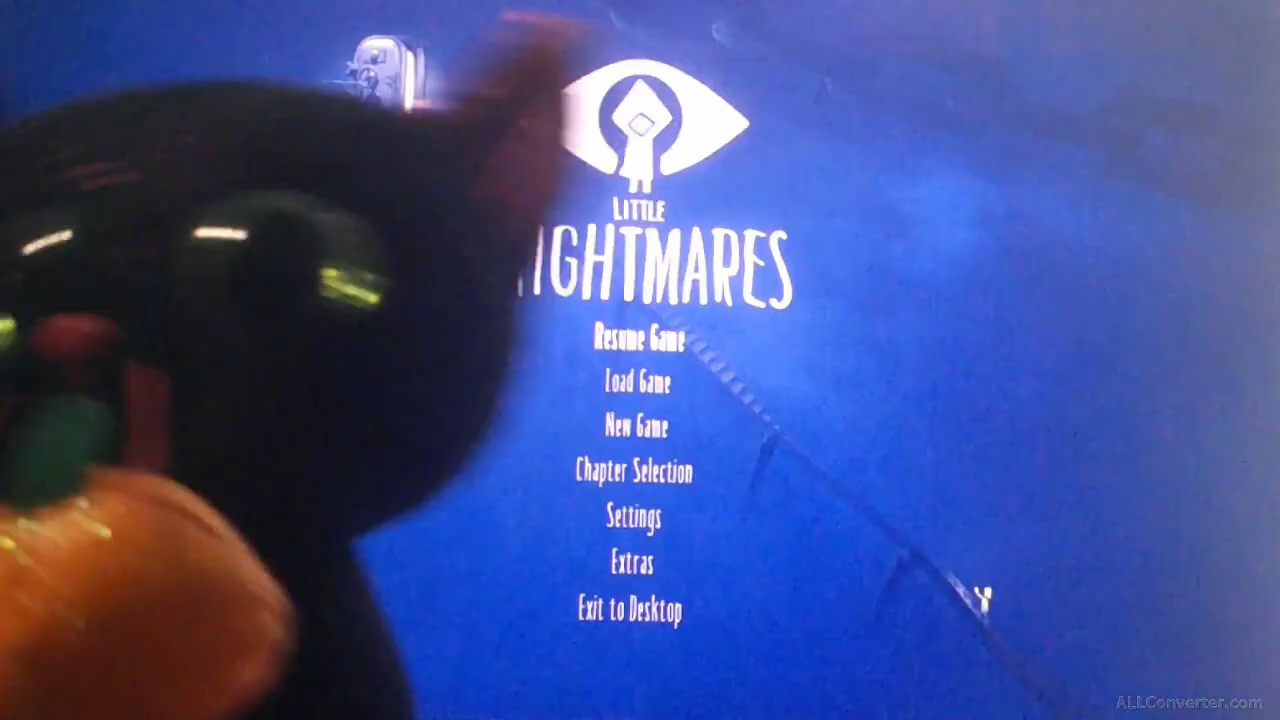 LITTLE
IGHTMARES
Resume Game
Load Game
New Game
Chapter Selection
Settings
Extras
Exit to Desktop
ALLConverter.com